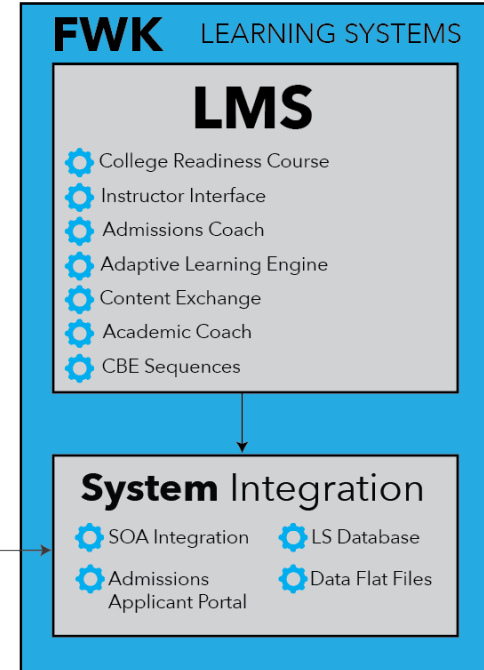 FWK LEARNING SYSTEMS
LMS
College Readiness Course
Instructor Interface
Admissions Coach
Adaptive Learning Engine
Content Exchange
Academic Coach
CBE Sequences
System Integration
SOA Integration
LS Database
Admissions
Applicant Portal
Data Flat Files